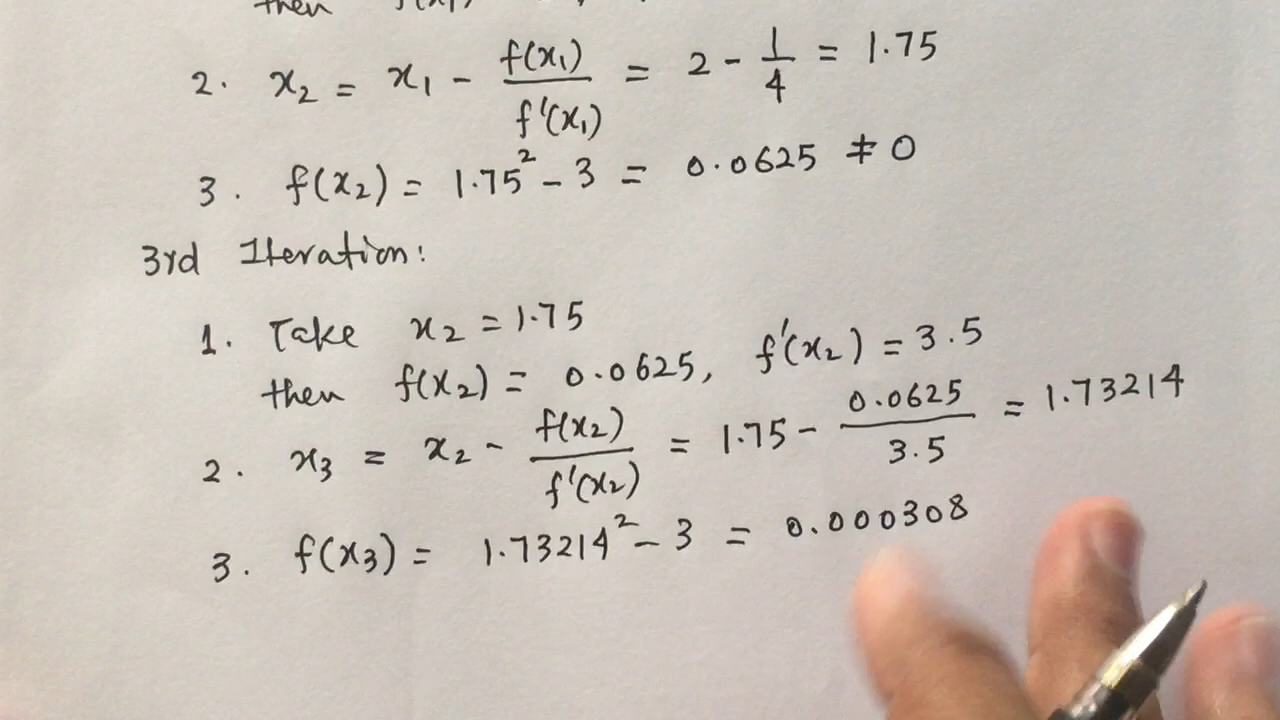 then f(x₁)
2. x₂ = x₁ - f(x₁)/f'(x₁) = 2 - 1/4 = 1.75
3. f(x₂) = 1.75² - 3 = 0.0625 ≠ 0
3rd Iteration:
1. Take x₂ = 1.75
then f(x₂) = 0.0625, f'(x₂) = 3.5
2. x₃ = x₂ - f(x₂)/f'(x₂) = 1.75 - 0.0625/3.5 = 1.73214
3. f(x₃) = 1.73214² - 3 = 0.000308